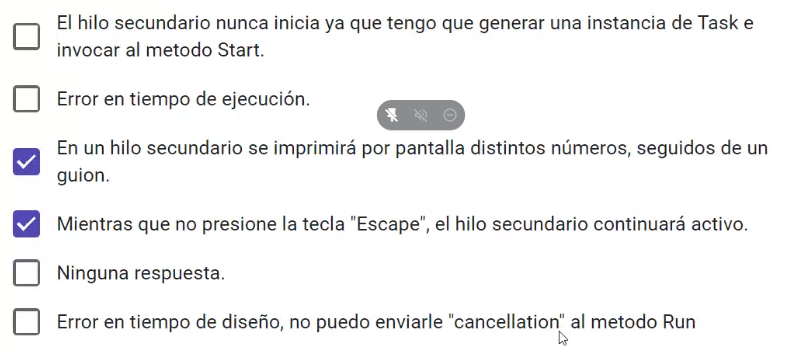 El hilo secundario nunca inicia ya que tengo que generar una instancia de Task e
invocar al metodo Start.
Error en tiempo de ejecución.
En un hilo secundario se imprimirá por pantalla distintos números, seguidos de un
guion.
Mientras que no presione la tecla "Escape", el hilo secundario continuará activo.
Ninguna respuesta.
Error en tiempo de diseño, no puedo enviarle "cancellation" al metodo Run